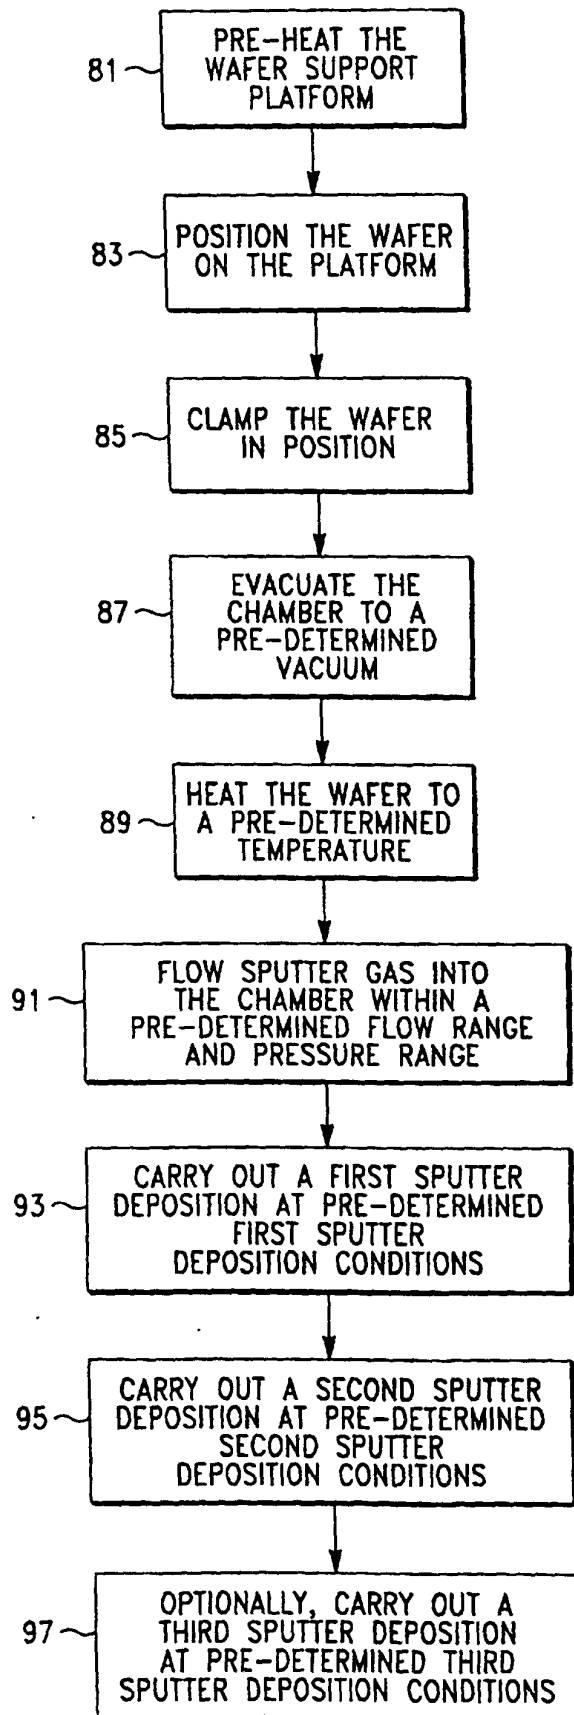 81
PRE-HEAT THE
WAFER SUPPORT
PLATFORM
83
POSITION THE WAFER
ON THE PLATFORM
85
CLAMP THE WAFER
IN POSITION
87
EVACUATE THE
CHAMBER TO A
PRE-DETERMINED
VACUUM
89
HEAT THE WAFER TO
A PRE-DETERMINED
TEMPERATURE
91
FLOW SPUTTER GAS INTO
THE CHAMBER WITHIN A
PRE-DETERMINED FLOW RANGE
AND PRESSURE RANGE
93
CARRY OUT A FIRST SPUTTER
DEPOSITION AT PRE-DETERMINED
FIRST SPUTTER
DEPOSITION CONDITIONS
95
CARRY OUT A SECOND SPUTTER
DEPOSITION AT PRE-DETERMINED
SECOND SPUTTER
DEPOSITION CONDITIONS
97
OPTIONALLY, CARRY OUT A
THIRD SPUTTER DEPOSITION
AT PRE-DETERMINED THIRD
SPUTTER DEPOSITION CONDITIONS